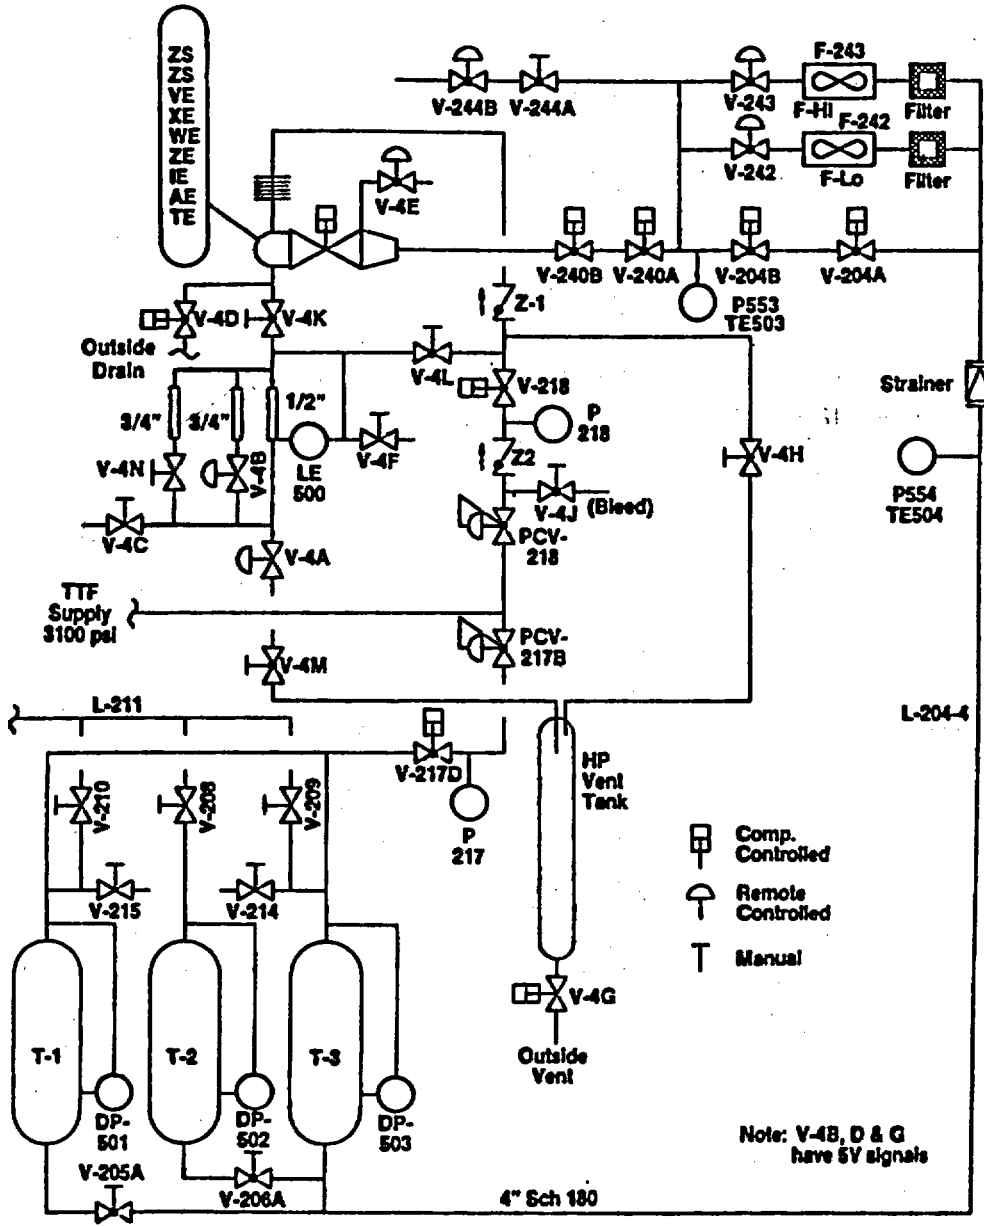 ZS
ZS
VE
XE
WE
ZE
IE
AE
TE
V-244B
V-244A
F-243
V-243
F-Hi
Filter
F-242
V-242
F-Lo
Filter
V-4E
V-240B
V-240A
V-204B
V-204A
P553
TE503
Z-1
V-4D
V-4K
Outside
Drain
V-4L
V-218
Strainer
3/4"
3/4"
1/2"
P
218
V-4N
V-4B
LE
500
V-4F
Z2
V-4H
P554
TE504
V-4C
V-4J
(Bleed)
V-4A
PCV-
218
TTF
Supply
3100 psi
PCV-
217B
V-4M
L-211
L-204-4
V-217D
HP
Vent
Tank
V-210
V-208
V-209
P
217
Comp.
Controlled
V-215
V-214
Remote
Controlled
Manual
V-4G
T-1
T-2
T-3
Outside
Vent
DP-
501
DP-
502
DP-
503
Note: V-4B, D & G
have 5V signals
V-205A
V-206A
4" Sch 180